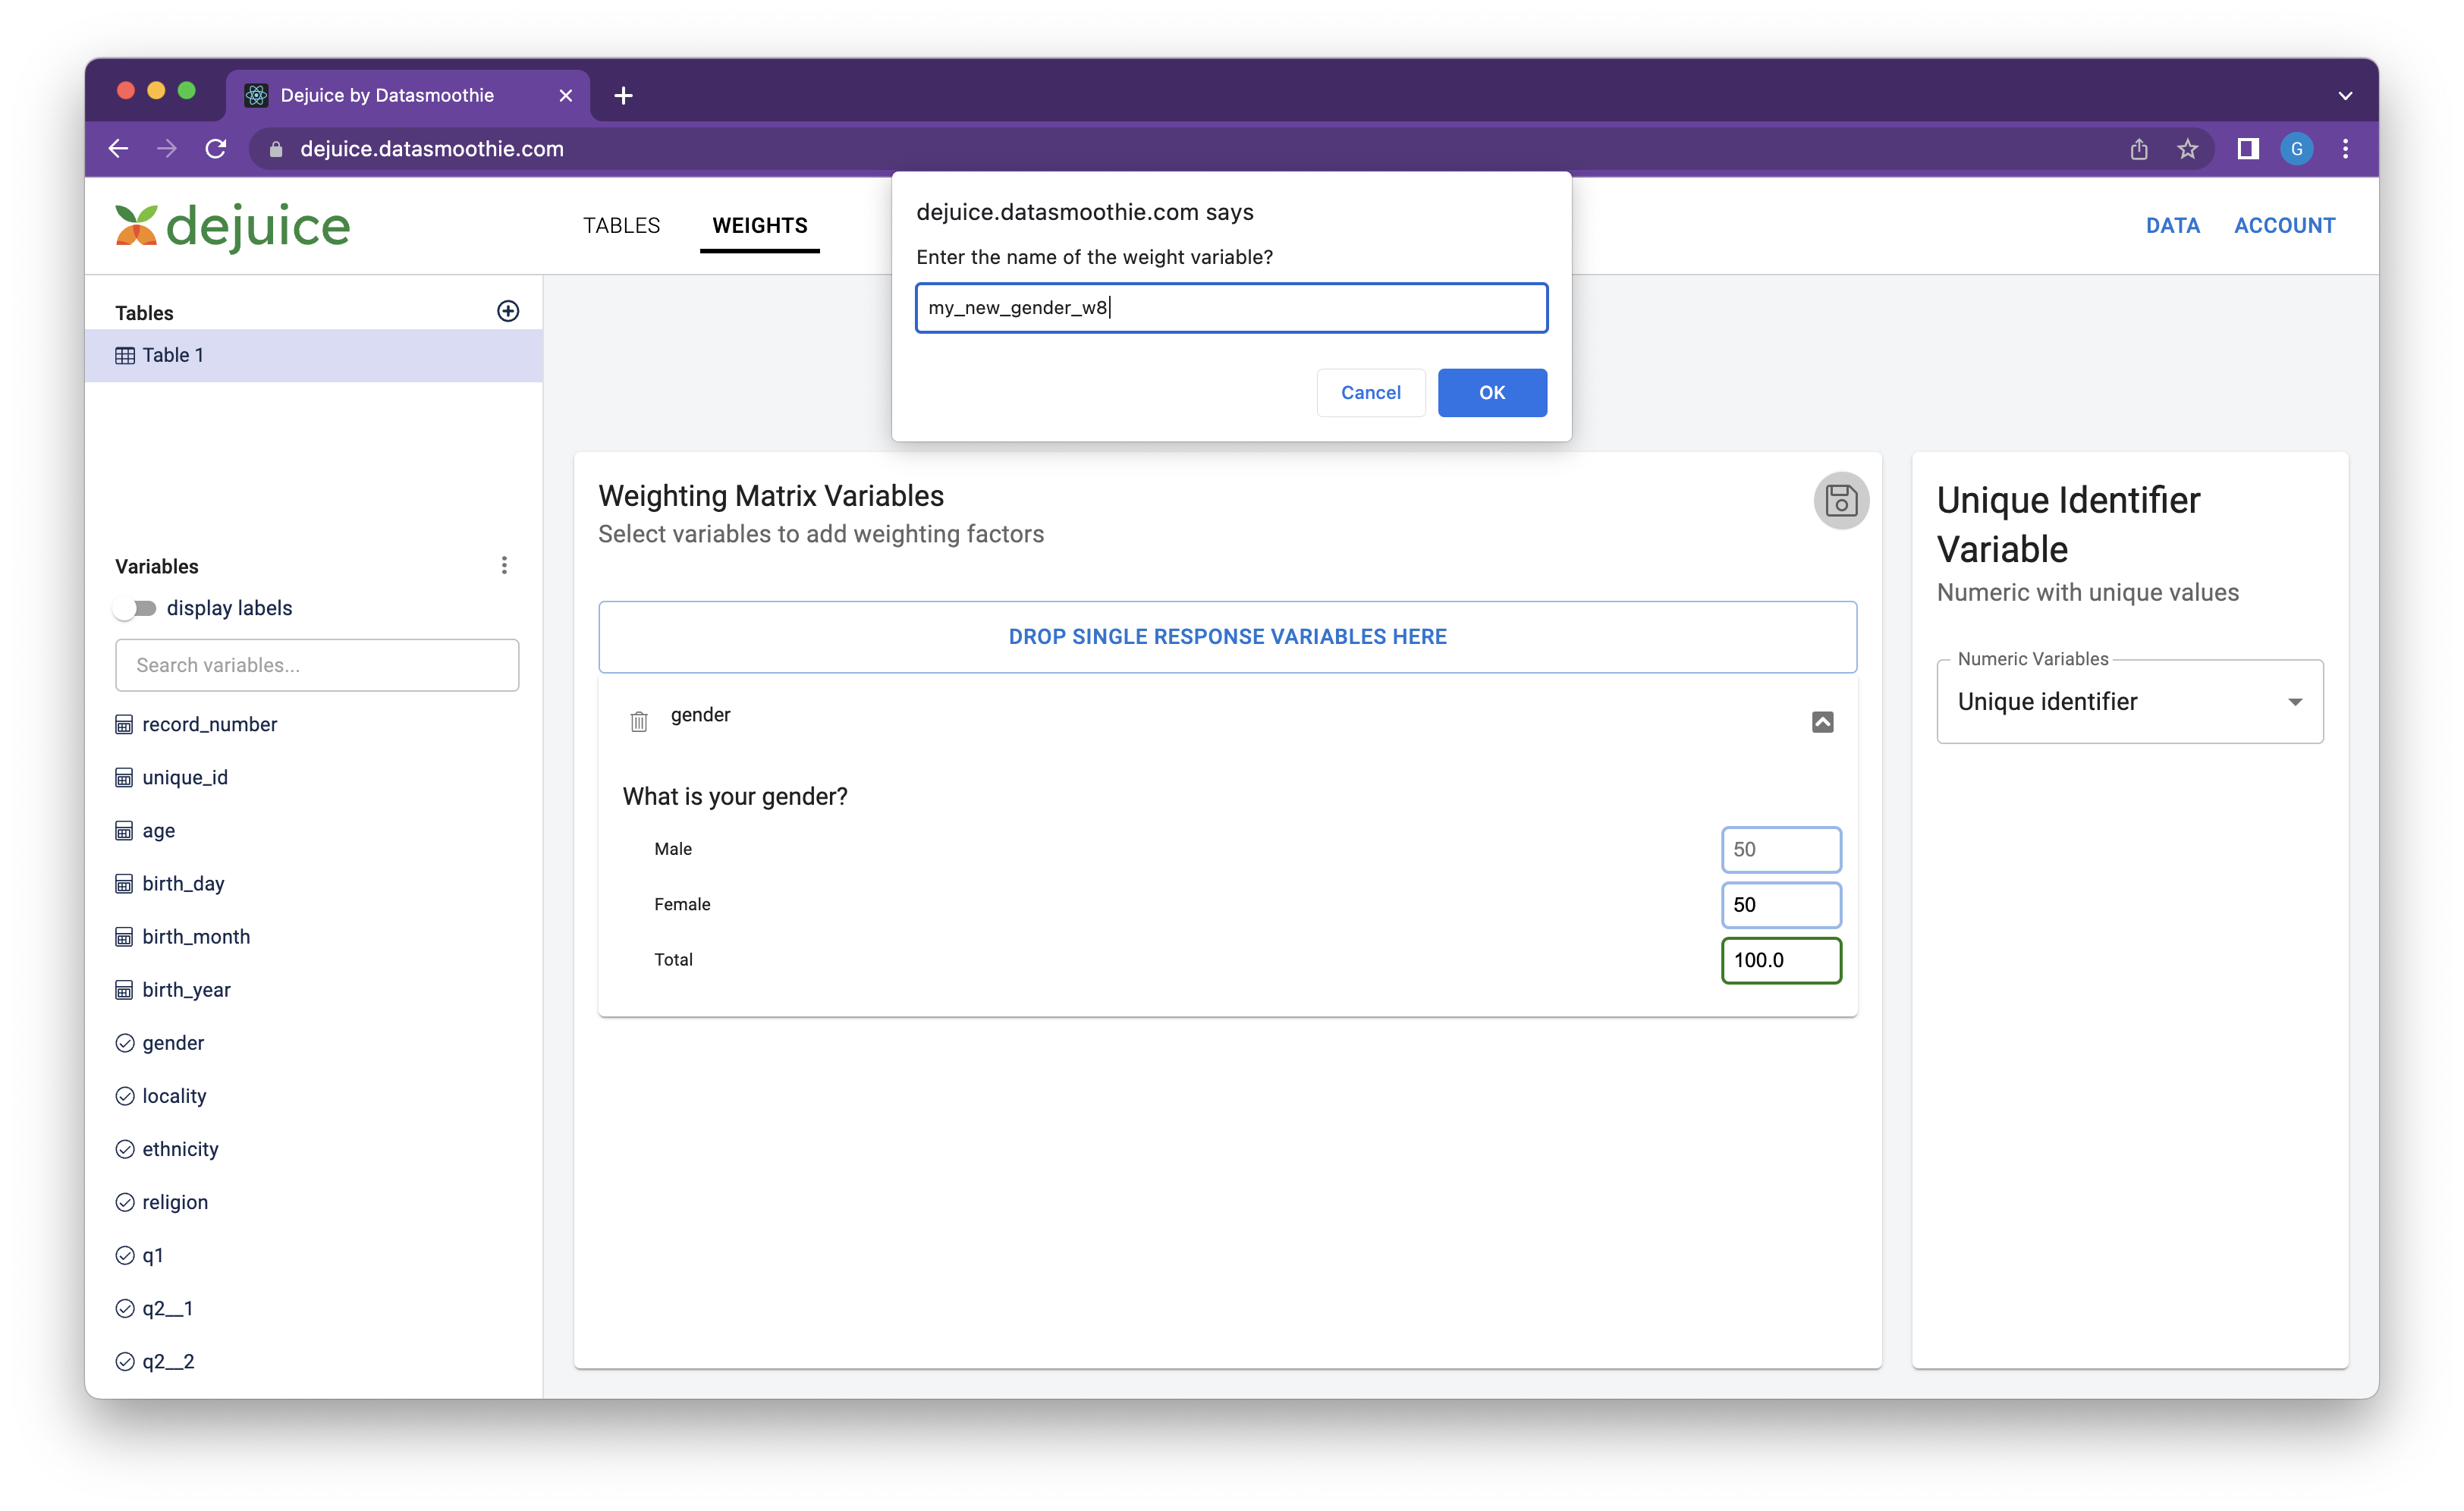 Dejuice by Datasmoothie
dejuice.datasmoothie.com
G
dejuice
TABLES
WEIGHTS
DATA
ACCOUNT
dejuice.datasmoothie.com says
Enter the name of the weight variable?
my_new_gender_w8
Cancel
OK
Tables
Table 1
Variables
display labels
Search variables...
record_number
unique_id
age
birth_day
birth_month
birth_year
gender
locality
ethnicity
religion
q1
q2__1
q2__2
Weighting Matrix Variables
Select variables to add weighting factors
DROP SINGLE RESPONSE VARIABLES HERE
gender
What is your gender?
Male 50
Female 50
Total 100.0
Unique Identifier
Variable
Numeric with unique values
Numeric Variables
Unique identifier